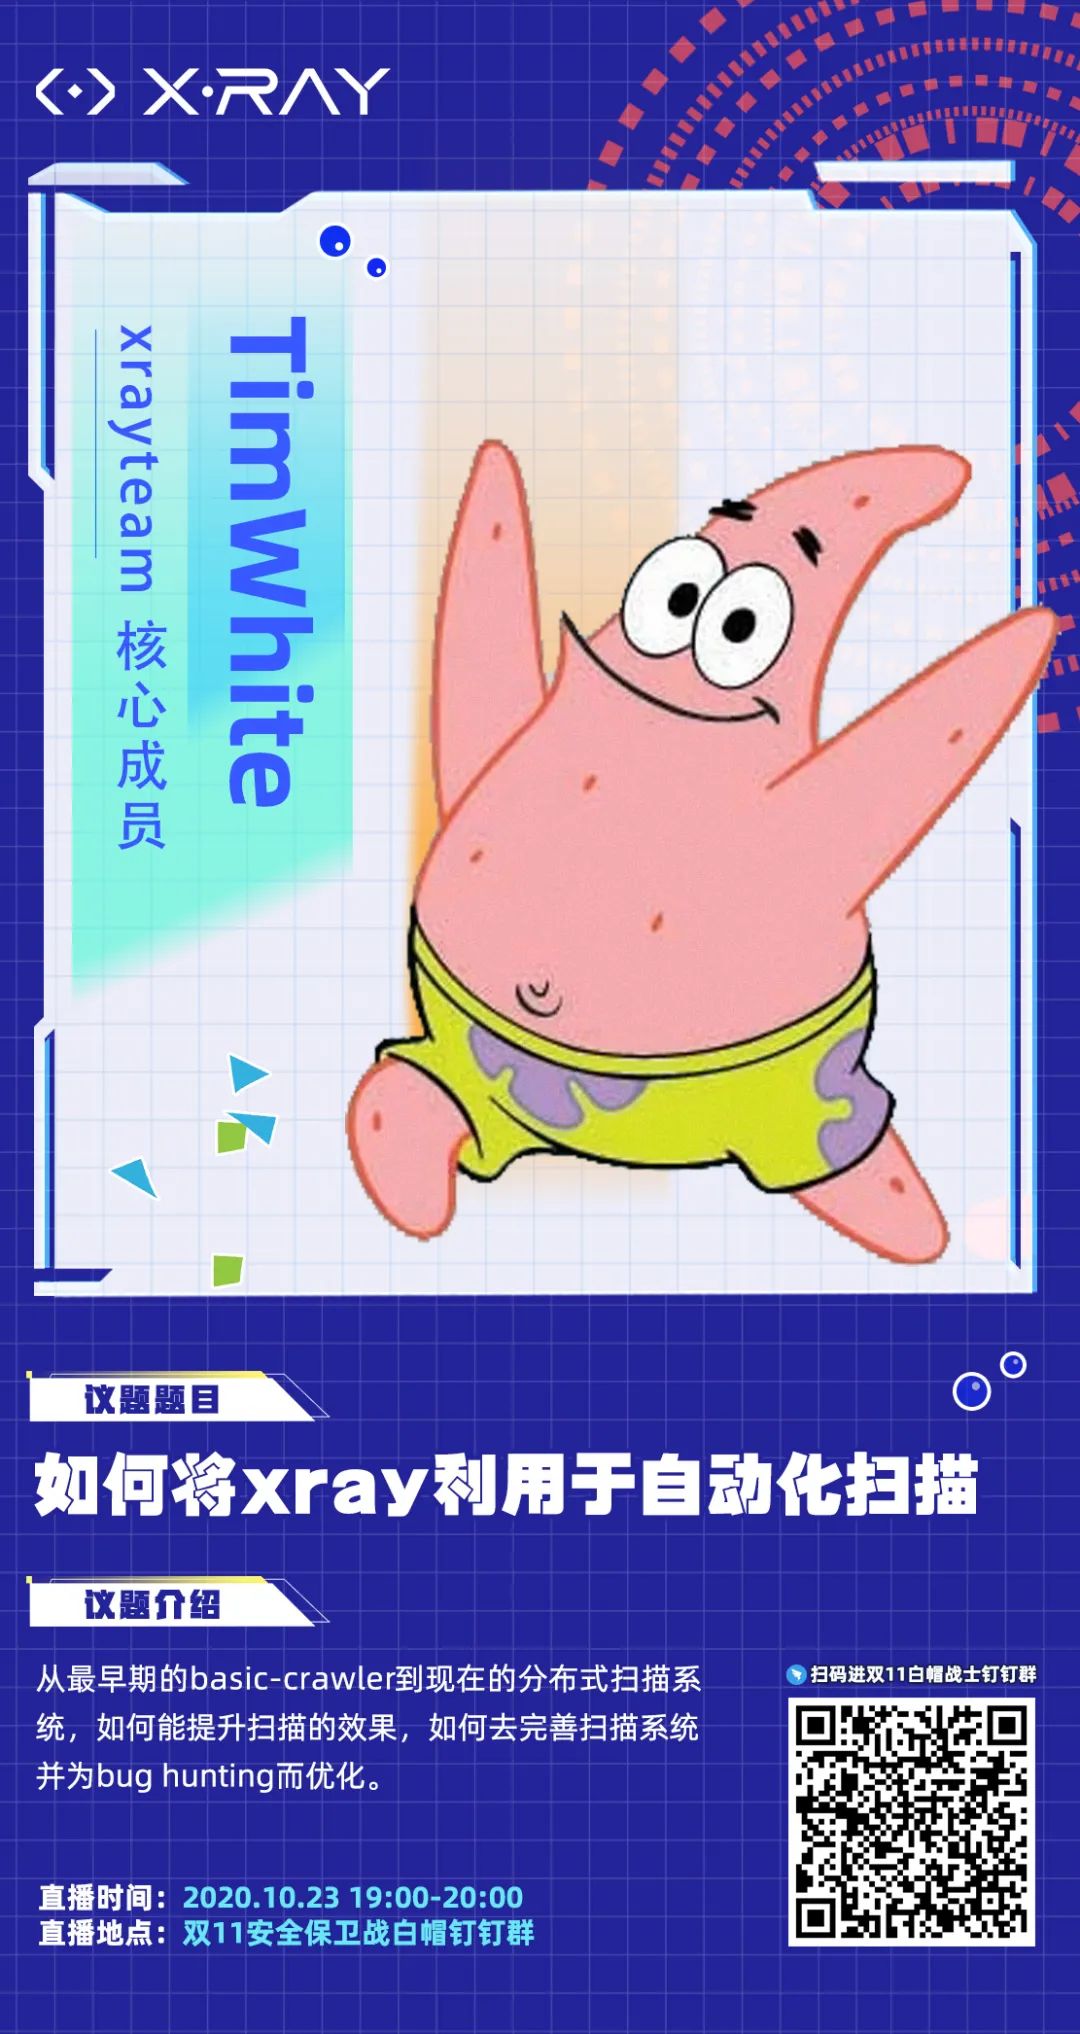 X·RAY
TimWhite
xrayteam 核心成员
议题题目
如何将xray利用于自动化扫描
议题介绍
从最早期的basic-crawler到现在的分布式扫描系
统，如何能提升扫描的效果，如何去完善扫描系统
并为bug hunting而优化。
扫码进双11白帽战士钉钉群
直播时间：2020.10.23 19:00-20:00
直播地点：双11安全保卫战白帽钉钉群